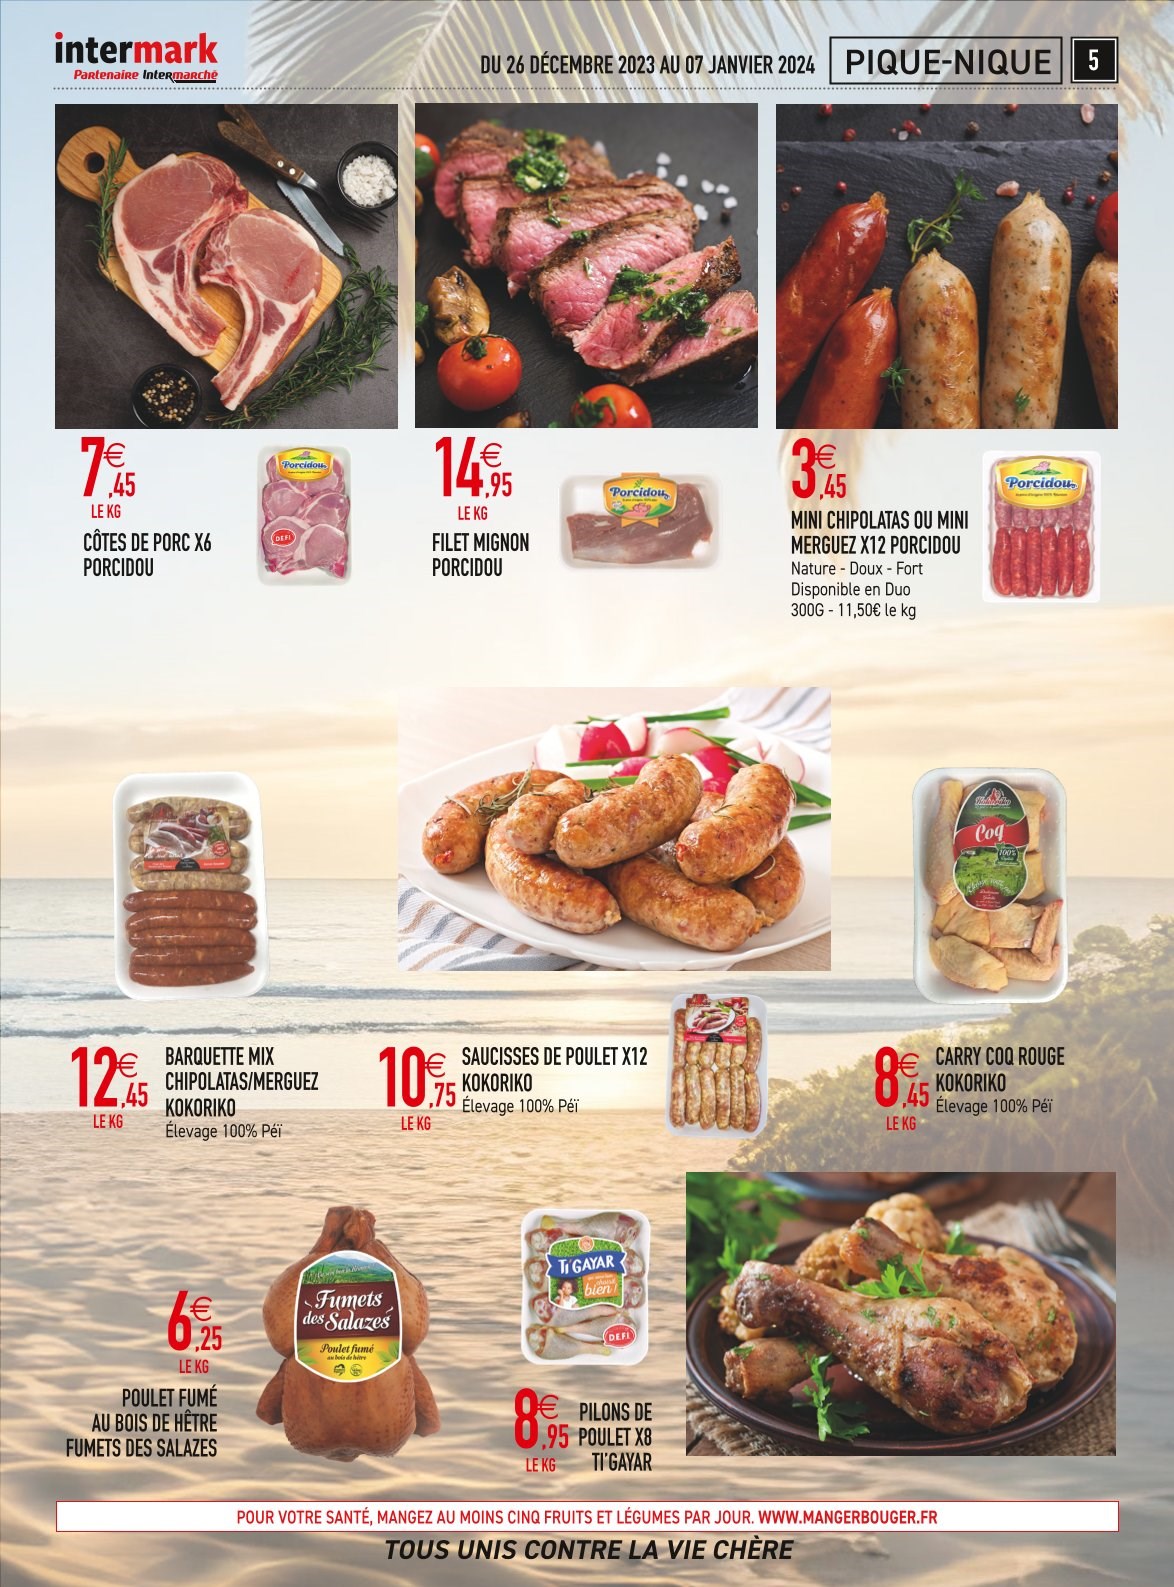 intermark
Partenaire Intermarché
DU 26 DÉCEMBRE 2023 AU 07 JANVIER 2024
PIQUE-NIQUE
5
7€,45
LE KG
CÔTES DE PORC X6
PORCIDOU
Porcidou
DEFI
14€,95
LE KG
FILET MIGNON
PORCIDOU
Porcidou
3€,45
MINI CHIPOLATAS OU MINI
MERGUEZ X12 PORCIDOU
Nature - Doux - Fort
Disponible en Duo
300G - 11,50€ le kg
Porcidou
12€,45
LE KG
BARQUETTE MIX
CHIPOLATAS/MERGUEZ
KOKORIKO
Élevage 100% Péï
10€,75
LE KG
SAUCISSES DE POULET X12
KOKORIKO
Élevage 100% Péï
Coq
100%
8€,45
LE KG
CARRY COQ ROUGE
KOKORIKO
Élevage 100% Péï
6€,25
LE KG
POULET FUMÉ
AU BOIS DE HÊTRE
FUMETS DES SALAZES
Fumets
des Salazes
Poulet fumé
au bois de hêtre
TI'GAYAR
bien!
DEFI
8€,95
LE KG
PILONS DE
POULET X8
TI'GAYAR
POUR VOTRE SANTÉ, MANGEZ AU MOINS CINQ FRUITS ET LÉGUMES PAR JOUR. WWW.MANGERBOUGER.FR
TOUS UNIS CONTRE LA VIE CHÈRE